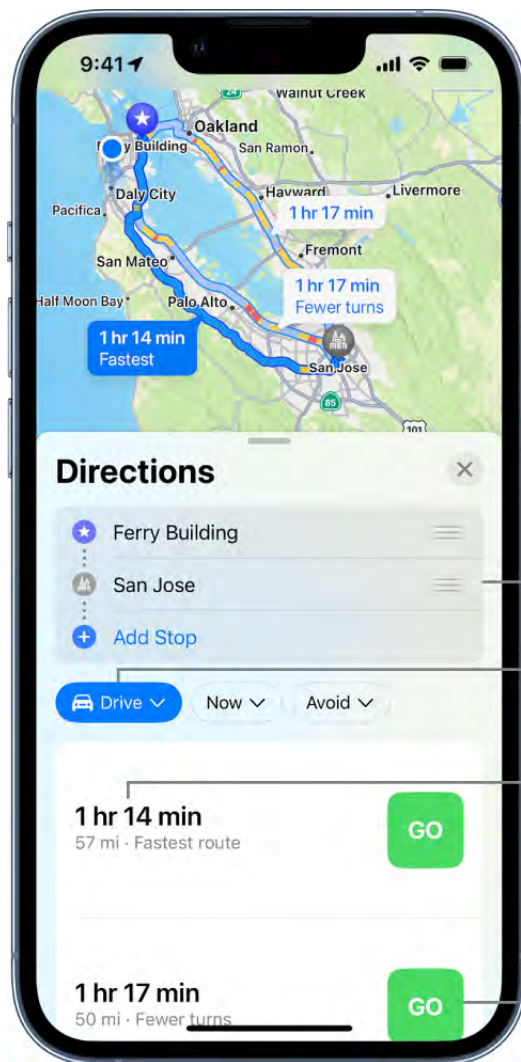 9:41
24
Walnut Creek
Oakland
San Ramon
Ferry Building
Daly City
Hayward
Livermore
Pacifica
1 hr 17 min
Fremont
San Mateo
1 hr 17 min
Fewer turns
Half Moon Bay
Palo Alto
1 hr 14 min
Fastest
San Jose
85
101
Directions
Ferry Building
San Jose
Add Stop
Drive
Now
Avoid
1 hr 14 min
57 mi · Fastest route
GO
1 hr 17 min
50 mi · Fewer turns
GO